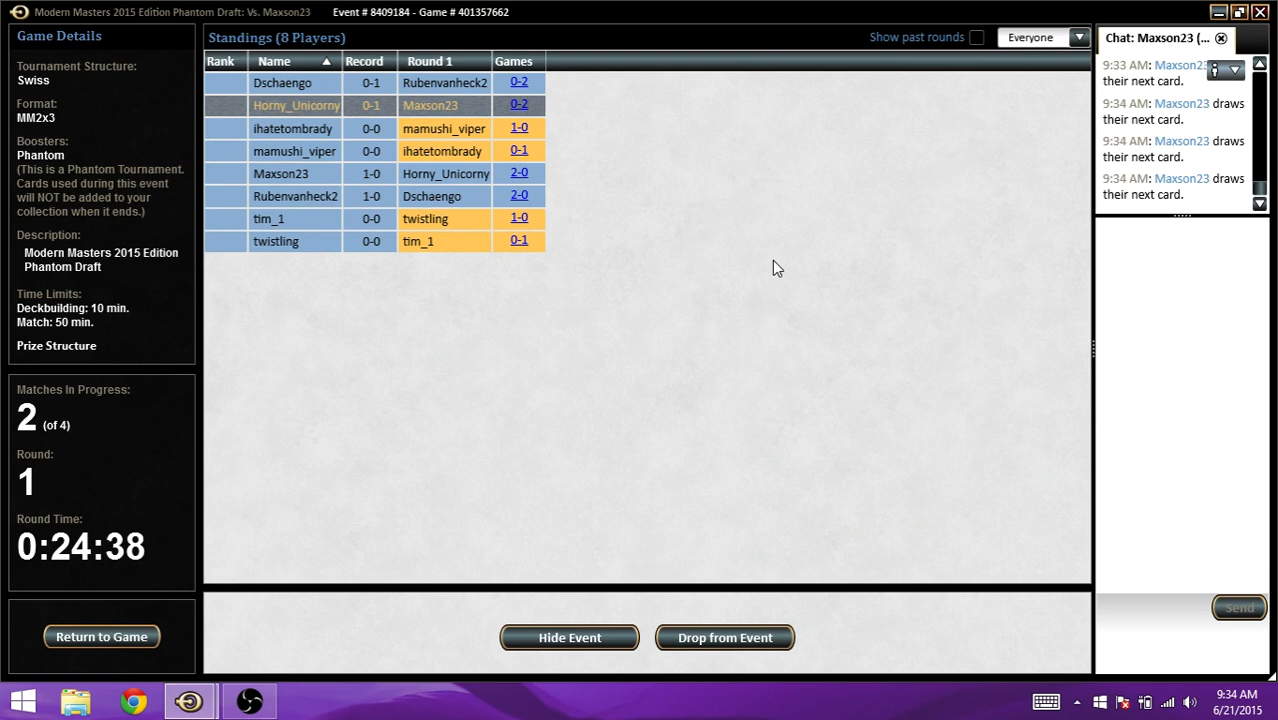 Modern Masters 2015 Edition Phantom Draft: Vs. Maxson23 Event # 8409184 - Game # 401357662
Game Details
Tournament Structure:
Swiss
Format:
MM2x3
Boosters:
Phantom
(This is a Phantom Tournament.
Cards used during this event
will NOT be added to your
collection when it ends.)
Description:
Modern Masters 2015 Edition
Phantom Draft
Time Limits:
Deckbuilding: 10 min.
Match: 50 min.
Prize Structure
Matches In Progress:
2 (of 4)
Round:
1
Round Time:
0:24:38
Return to Game
Standings (8 Players) Show past rounds Everyone
Rank Name Record Round 1 Games
Dschaengo 0-1 Rubenvanheck2 0-2
Horny_Unicorny 0-1 Maxson23 0-2
ihatetombrady 0-0 mamushi_viper 1-0
mamushi_viper 0-0 ihatetombrady 0-1
Maxson23 1-0 Horny_Unicorny 2-0
Rubenvanheck2 1-0 Dschaengo 2-0
tim_1 0-0 twistling 1-0
twistling 0-0 tim_1 0-1
Hide Event Drop from Event
Chat: Maxson23 (...
9:33 AM: Maxson23
their next card.
9:34 AM: Maxson23 draws
their next card.
9:34 AM: Maxson23 draws
their next card.
9:34 AM: Maxson23 draws
their next card.
Send
9:34 AM
6/21/2015